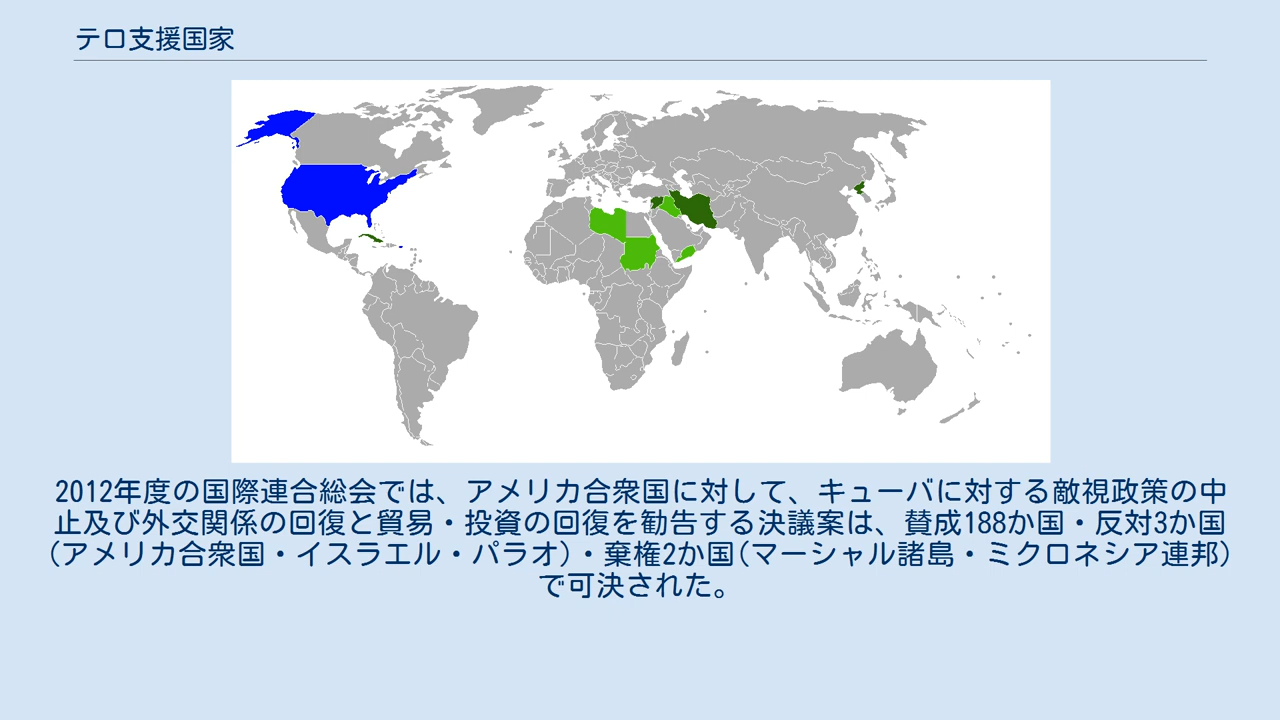 テロ支援国家
2012年度の国際連合総会では、アメリカ合衆国に対して、キューバに対する敵視政策の中
止及び外交関係の回復と貿易・投資の回復を勧告する決議案は、賛成188か国・反対3か国
(アメリカ合衆国・イスラエル・パラオ)・棄権2か国(マーシャル諸島・ミクロネシア連邦)
で可決された。